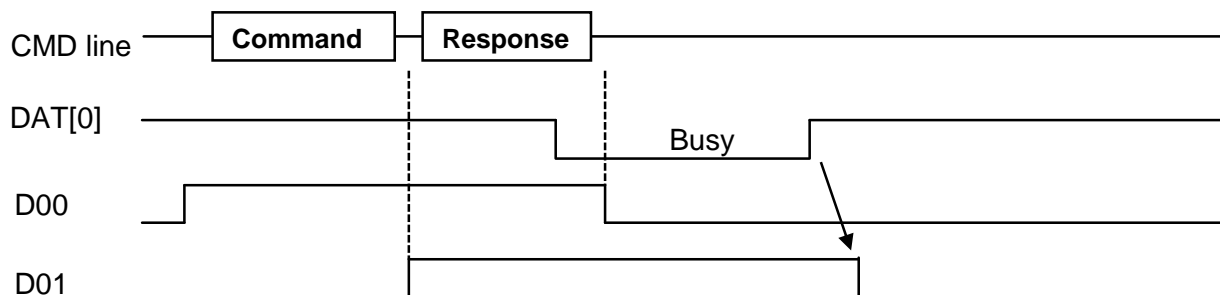 CMD line Command Response
DAT[0]
Busy
D00
D01